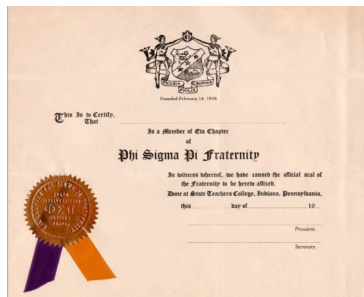 Founded February 14, 1916
This Is to Certify,
That
Is a Member of Eta Chapter
of
Phi Sigma Pi Fraternity
In witness whereof, we have caused the official seal of
the Fraternity to be hereto affixed.
Done at State Teachers College, Indiana, Pennsylvania,
this day of 19
President.
Secretary.
ΦΣΠ